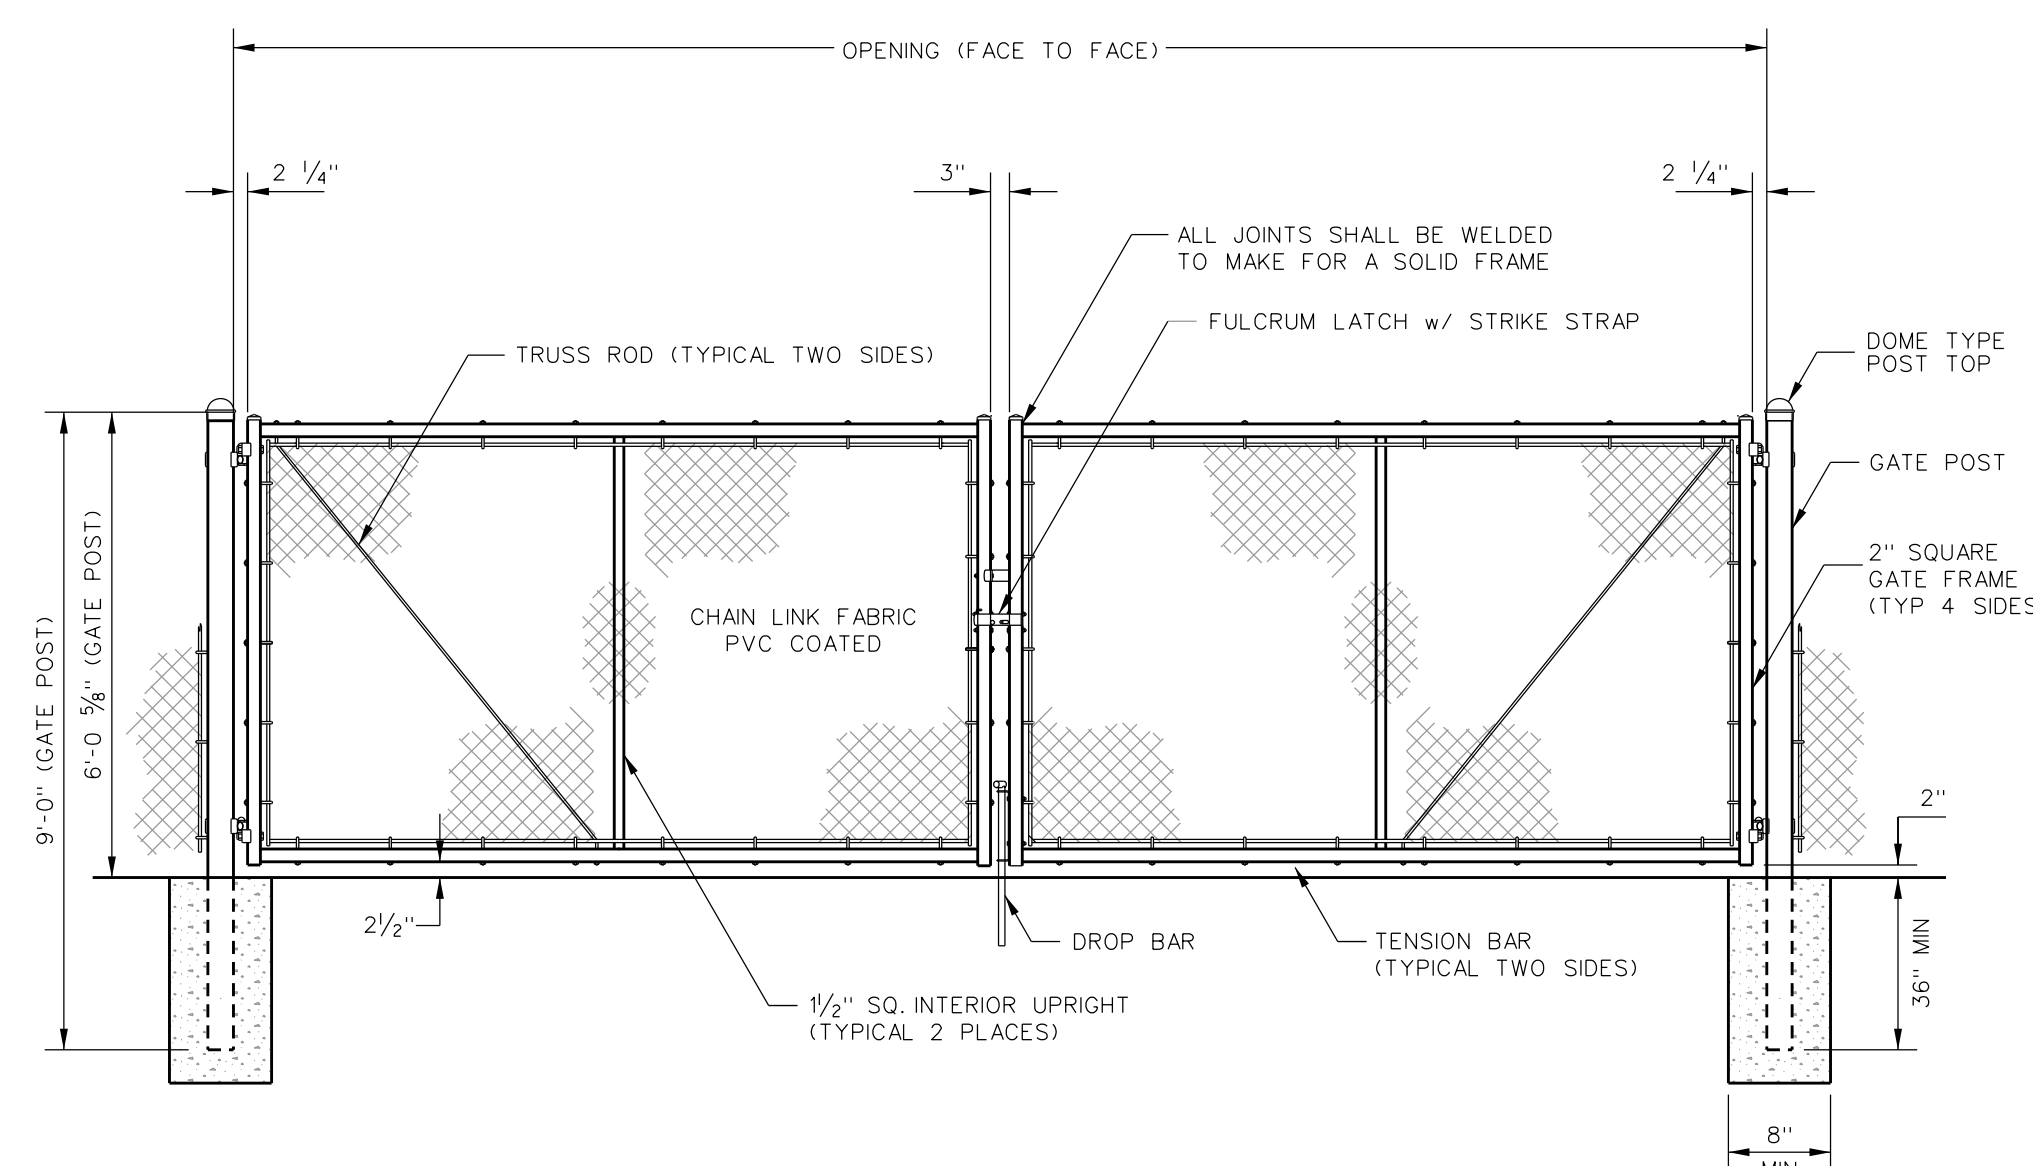 OPENING (FACE TO FACE)
2 1/4"
3"
2 1/4"
ALL JOINTS SHALL BE WELDED
TO MAKE FOR A SOLID FRAME
FULCRUM LATCH w/ STRIKE STRAP
TRUSS ROD (TYPICAL TWO SIDES)
DOME TYPE
POST TOP
GATE POST
2" SQUARE
GATE FRAME
(TYP 4 SIDES
CHAIN LINK FABRIC
PVC COATED
9'-0" (GATE POST)
6'-0 5/8" (GATE POST)
2"
2 1/2"
DROP BAR
TENSION BAR
(TYPICAL TWO SIDES)
36" MIN
1 1/2" SQ. INTERIOR UPRIGHT
(TYPICAL 2 PLACES)
8"
MIN